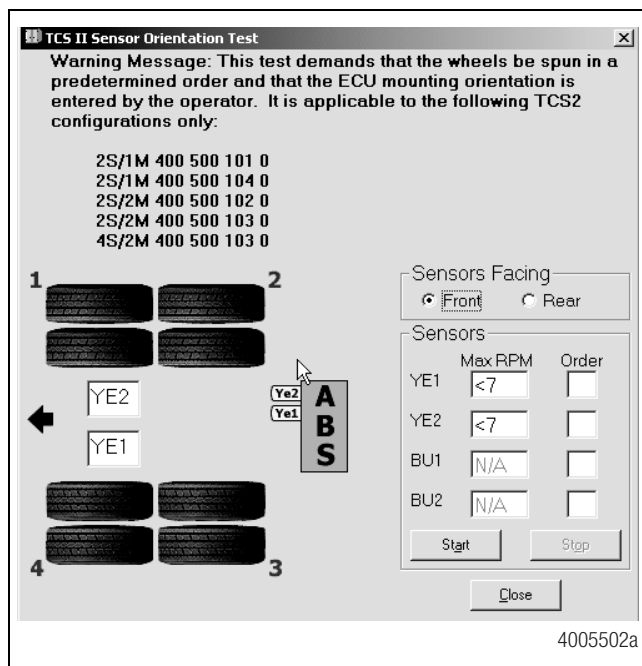 TCS II Sensor Orientation Test
Warning Message: This test demands that the wheels be spun in a
predetermined order and that the ECU mounting orientation is
entered by the operator. It is applicable to the following TCS2
configurations only:
2S/1M 400 500 101 0
2S/1M 400 500 104 0
2S/2M 400 500 102 0
2S/2M 400 500 103 0
4S/2M 400 500 103 0
1
2
YE2
YE1
Ye2
Ye1
A
B
S
4
3
Sensors Facing
Front
Rear
Sensors
Max RPM Order
YE1 <7
YE2 <7
BU1 N/A
BU2 N/A
Start
Stop
Close
4005502a